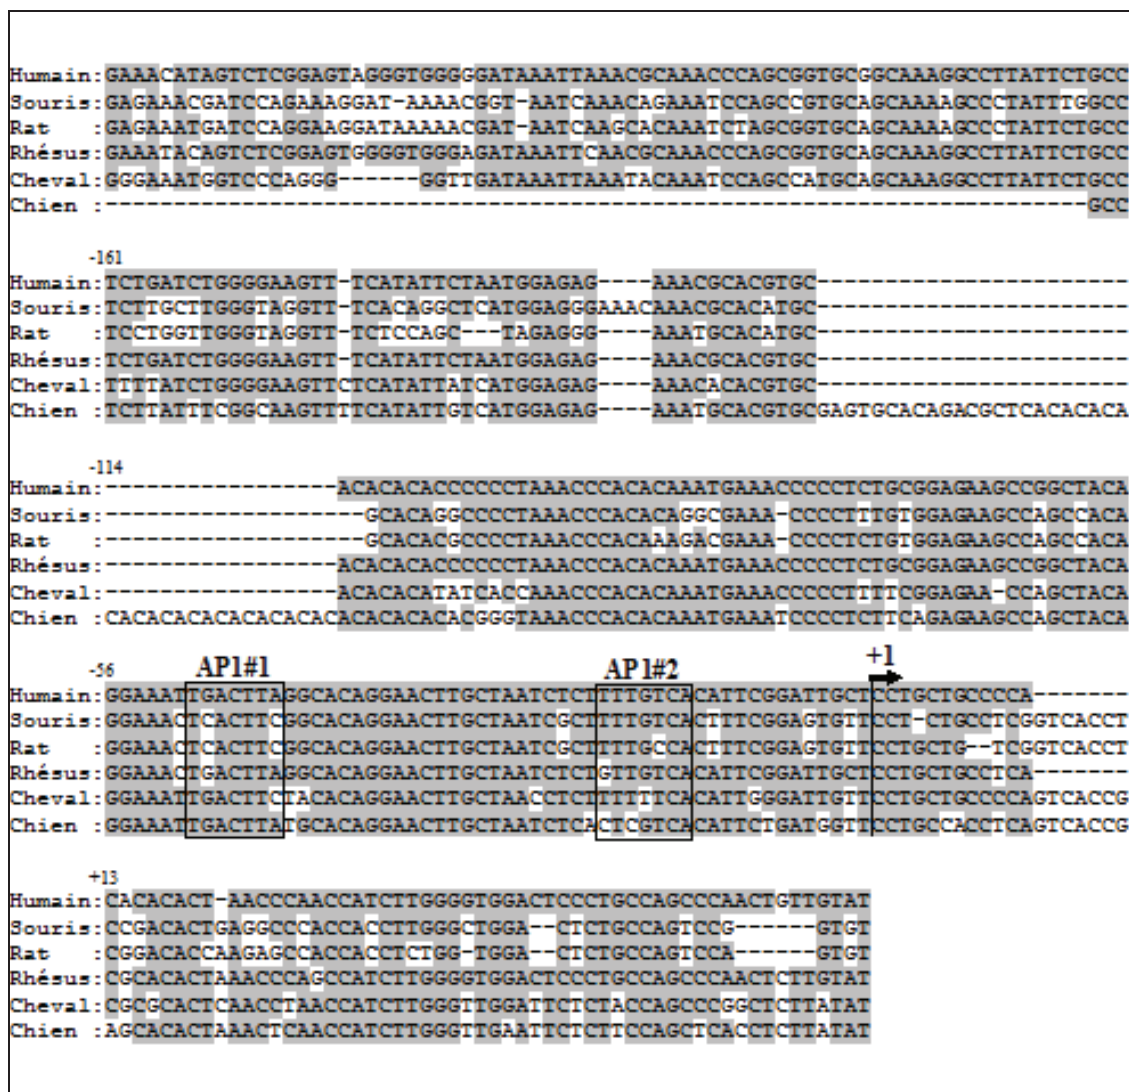 Humain:GAAACATAGTCTCGGAGTAGGGTGGGGGATAAATTAAACGCAAACCCAGCGGTGCGGCAAAGGCCTTATTCTGCC
Souris:GAGAAACGATCCAGAAAGGAT-AAAACGGT-AATCAAACAGAAATCCAGCCGTGCAGCAAAAGCCCTATTTGGCC
Rat   :GAGAAATGATCCAGGAAGGATAAAAACGAT-AATCAAGCACAAATCTAGCGGTGCAGCAAAAGCCCTATTCTGCC
Rhésus:GAAATACAGTCTCGGAGTGGGGTGGGAGATAAATTCAACGCAAACCCAGCGGTGCAGCAAAGGCCTTATTCTGCC
Cheval:GGGAAATGGTCCCAGGG------GGTTGATAAATTAAATACAAATCCAGCCATGCAGCAAAGGCCTTATTCTGCC
Chien :------------------------------------------------------------------------GCC
-161
Humain:TCTGATCTGGGGAAGTT-TCATATTCTAATGGAGAG----AAACGCACGTGC-----------------------
Souris:TCTTGCTTGGGTAGGTT-TCACAGGCTCATGGAGGGAAACAAACGCACATGC-----------------------
Rat   :TCCTGGTTGGGTAGGTT-TCTCCAGC---TAGAGGG----AAATGCACATGC-----------------------
Rhésus:TCTGATCTGGGGAAGTT-TCATATTCTAATGGAGAG----AAACGCACGTGC-----------------------
Cheval:TTTTATCTGGGGAAGTTCTCATATTATCATGGAGAG----AAACACACGTGC-----------------------
Chien :TCTTATTTCGGCAAGTTTTCATATTGTCATGGAGAG----AAATGCACGTGCGAGTGCACAGACGCTCACACACA
-114
Humain:-----------------ACACACACCCCCCTAAACCCACACAAATGAAACCCCCTCTGCGGAGAAGCCGGCTACA
Souris:-------------------GCACAGGCCCCTAAACCCACACAGGCGAAA-CCCCTTTGTGGAGAAGCCAGCCACA
Rat   :-------------------GCACACGCCCCTAAACCCACAAAGACGAAA-CCCCTCTGTGGAGAAGCCAGCCACA
Rhésus:-----------------ACACACACCCCCCTAAACCCACACAAATGAAACCCCCTCTGCGGAGAAGCCGGCTACA
Cheval:-----------------ACACACATATCACCAAACCCACACAAATGAAACCCCCTTTTCGGAGAA-CCAGCTACA
Chien :CACACACACACACACACACACACACACGGGTAAACCCACACAAATGAAATCCCCTCTTCAGAGAAGCCAGCTACA
-56 AP1#1 AP1#2 +1
Humain:GGAAATTGACTTAGGCACAGGAACTTGCTAATCTCTTTTGTCACATTCGGATTGCTCCTGCTGCCCCA-------
Souris:GGAAACTCACTTCGGCACAGGAACTTGCTAATCGCTTTTGTCACTTTCGGAGTGTTCCT-CTGCCTCGGTCACCT
Rat   :GGAAACTCACTTCGGCACAGGAACTTGCTAATCGCTTTTGCCACTTTCGGAGTGTTCCTGCTG--TCGGTCACCT
Rhésus:GGAAACTGACTTAGGCACAGGAACTTGCTAATCTCTGTTGTCACATTCGGATTGCTCCTGCTGCCTCA-------
Cheval:GGAAATTGACTTCTACACAGGAACTTGCTAACCTCTTTTTTCACATTGGGATTGTTCCTGCTGCCCCAGTCACCG
Chien :GGAAATTGACTTATGCACAGGAACTTGCTAATCTCACTCGTCACATTCTGATGGTTCCTGCCACCTCAGTCACCG
+13
Humain:CACACACT-AACCCAACCATCTTGGGGTGGACTCCCTGCCAGCCCAACTGTTGTAT
Souris:CCGACACTGAGGCCCACCACCTTGGGCTGGA--CTCTGCCAGTCCG------GTGT
Rat   :CGGACACCAAGAGCCACCACCTCTGG-TGGA--CTCTGCCAGTCCA------GTGT
Rhésus:CGCACACTAAACCCAGCCATCTTGGGGTGGACTCCCTGCCAGCCCAACTCTTGTAT
Cheval:CGCGCACTCAACCTAACCATCTTGGGTTGGATTCTCTACCAGCCCGGCTCTTATAT
Chien :AGCACACTAAACTCAACCATCTTGGGTTGAATTCTCTTCCAGCTCACCTCTTATAT